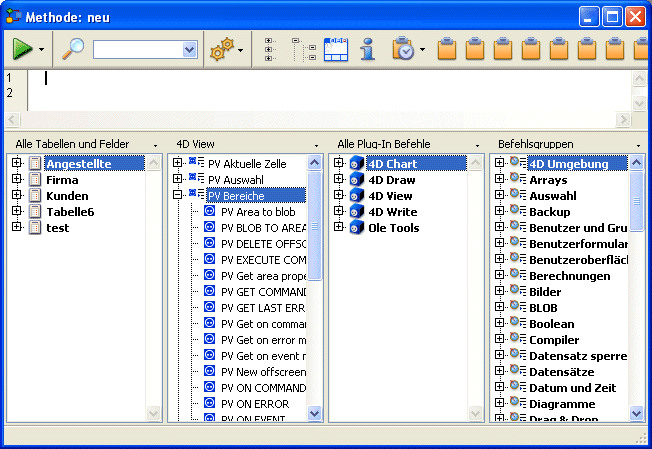 Methode: neu
1
2
Alle Tabellen und Felder
4D View
Alle Plug-In Befehle
Befehlsgruppen
Angestellte
Firma
Kunden
Tabelle6
test
PV Aktuelle Zelle
PV Auswahl
PV Bereiche
PV Area to blob
PV BLOB TO AREA
PV DELETE OFFSC
PV EXECUTE COM
PV Get area prope
PV GET COMMAND
PV GET LAST ERR
PV Get on comman
PV Get on error m
PV Get on event m
PV New offscreen
PV ON COMMAND
PV ON ERROR
PV ON EVENT
4D Chart
4D Draw
4D View
4D Write
Ole Tools
4D Umgebung
Arrays
Auswahl
Backup
Benutzer und Gru
Benutzerformular
Benutzeroberfläch
Berechnungen
Bilder
BLOB
Boolean
Compiler
Datensatz sperre
Datensätze
Datum und Zeit
Diagramme
Drag & Drop